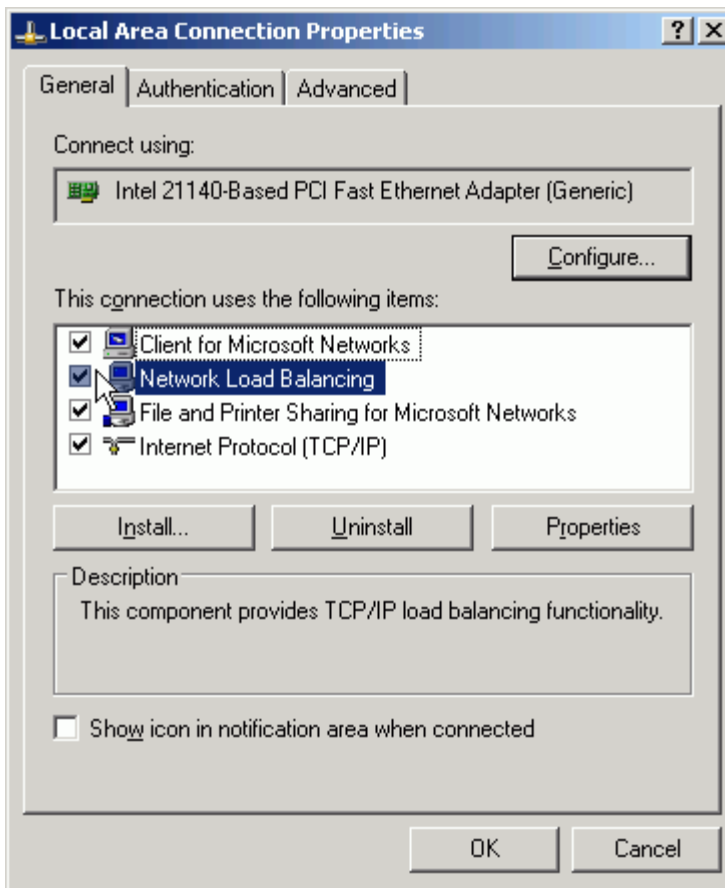 Local Area Connection Properties
General Authentication Advanced
Connect using:
Intel 21140-Based PCI Fast Ethernet Adapter (Generic)
Configure...
This connection uses the following items:
Client for Microsoft Networks
Network Load Balancing
File and Printer Sharing for Microsoft Networks
Internet Protocol (TCP/IP)
Install... Uninstall Properties
Description
This component provides TCP/IP load balancing functionality.
Show icon in notification area when connected
OK Cancel